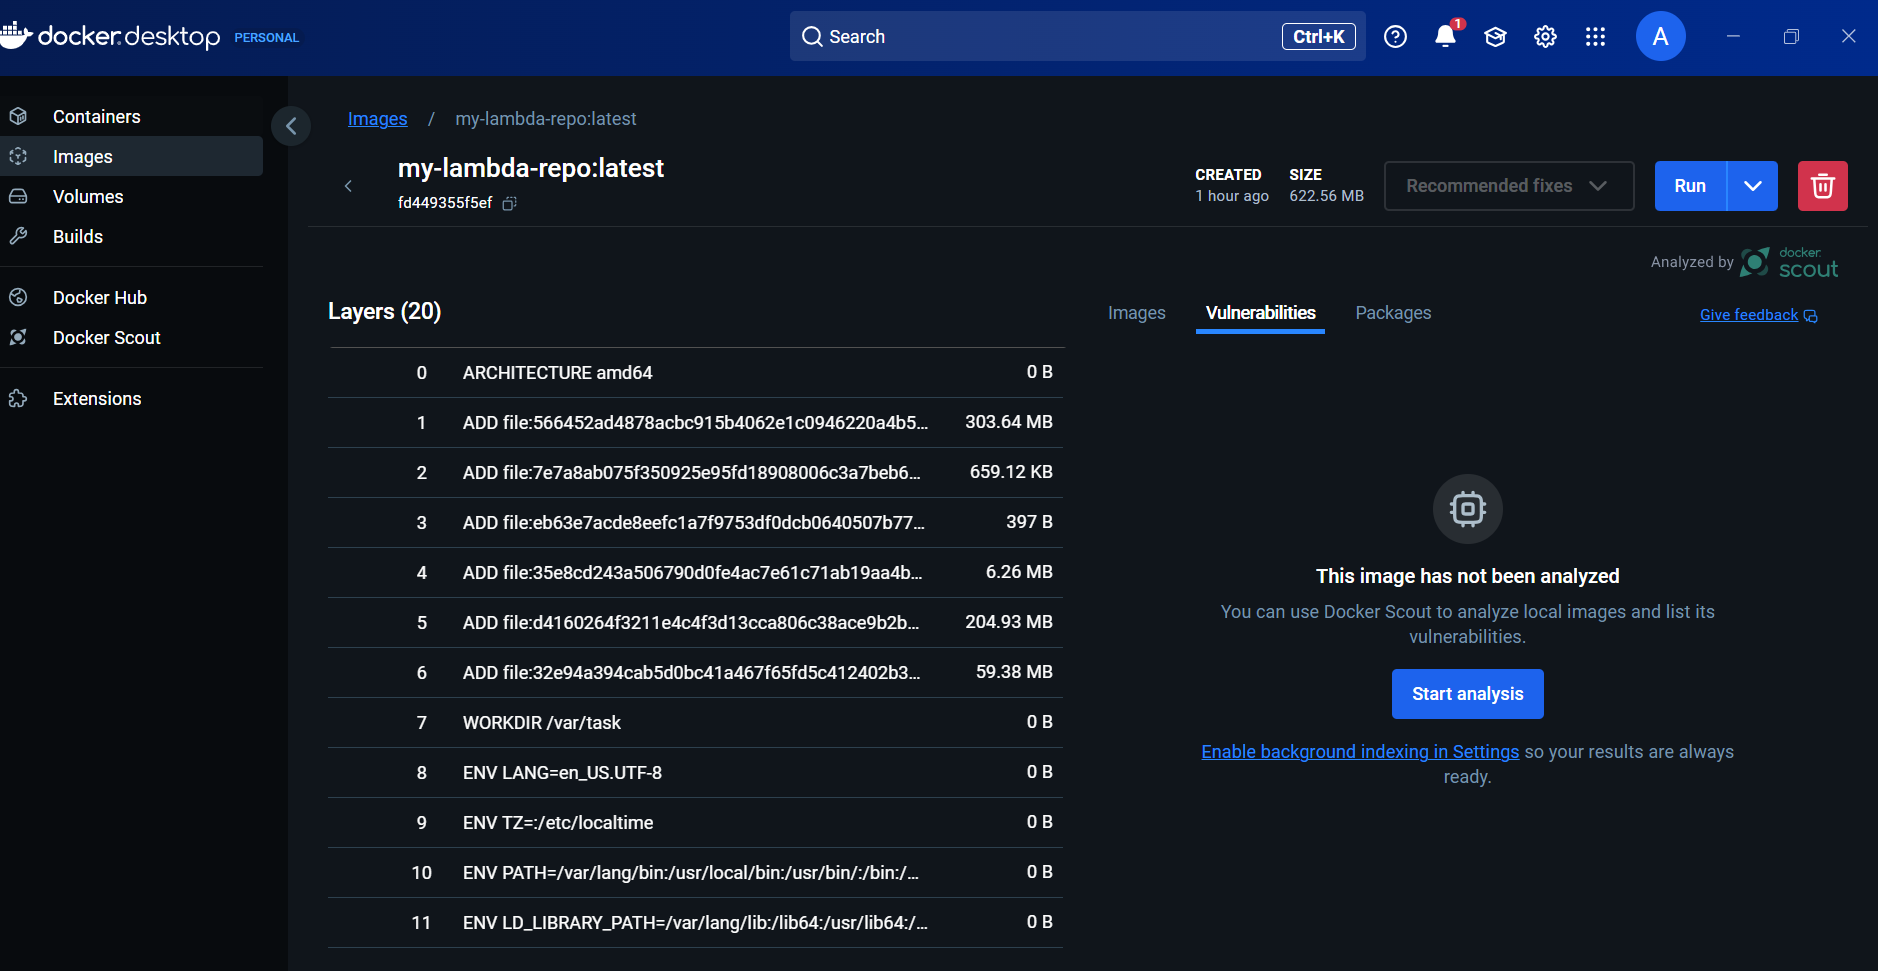 docker.desktop PERSONAL
Search
Ctrl+K
1
A
Containers
Images
Volumes
Builds
Docker Hub
Docker Scout
Extensions
Images / my-lambda-repo:latest
my-lambda-repo:latest
fd449355f5ef
CREATED
1 hour ago
SIZE
622.56 MB
Recommended fixes
Run
Analyzed by docker scout
Layers (20)
0 ARCHITECTURE amd64 0 B
1 ADD file:566452ad4878acbc915b4062e1c0946220a4b5... 303.64 MB
2 ADD file:7e7a8ab075f350925e95fd18908006c3a7beb6... 659.12 KB
3 ADD file:eb63e7acde8eefc1a7f9753df0dcb0640507b77... 397 B
4 ADD file:35e8cd243a506790d0fe4ac7e61c71ab19aa4b... 6.26 MB
5 ADD file:d4160264f3211e4c4f3d13cca806c38ace9b2b... 204.93 MB
6 ADD file:32e94a394cab5d0bc41a467f65fd5c412402b3... 59.38 MB
7 WORKDIR /var/task 0 B
8 ENV LANG=en_US.UTF-8 0 B
9 ENV TZ=:/etc/localtime 0 B
10 ENV PATH=/var/lang/bin:/usr/local/bin:/usr/bin/:/bin:/... 0 B
11 ENV LD_LIBRARY_PATH=/var/lang/lib:/lib64:/usr/lib64:/... 0 B
Images
Vulnerabilities
Packages
Give feedback
This image has not been analyzed
You can use Docker Scout to analyze local images and list its
vulnerabilities.
Start analysis
Enable background indexing in Settings so your results are always
ready.